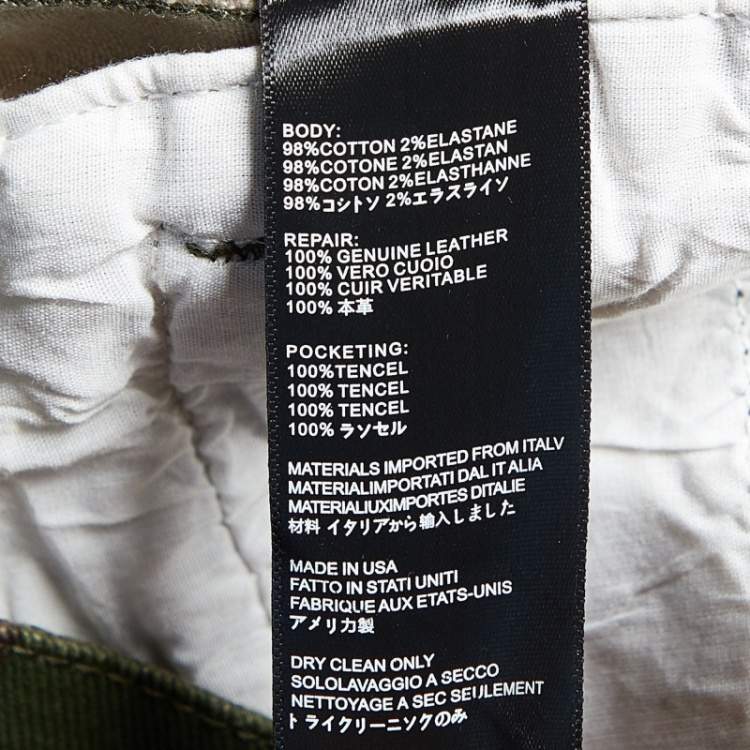 BODY:
98%COTTON 2%ELASTANE
98%COTONE 2%ELASTAN
98%COTON 2%ELASTHANNE
98%コシトソ 2%エラスライソ
REPAIR:
100% GENUINE LEATHER
100% VERO CUOIO
100% CUIR VERITABLE
100% 本革
POCKETING:
100%TENCEL
100% TENCEL
100% TENCEL
100% ラソセル
MATERIALS IMPORTED FROM ITALV
MATERIALIMPORTATI DAL IT ALIA
MATERIALIUXIMPORTES DITALIE
材料 イタリアから輸入しました
MADE IN USA
FATTO IN STATI UNITI
FABRIQUE AUX ETATS-UNIS
アメリカ製
DRY CLEAN ONLY
SOLOLAVAGGIO A SECCO
NETTOYAGE A SEC SEULEMENT
トライクリーニソクのみ